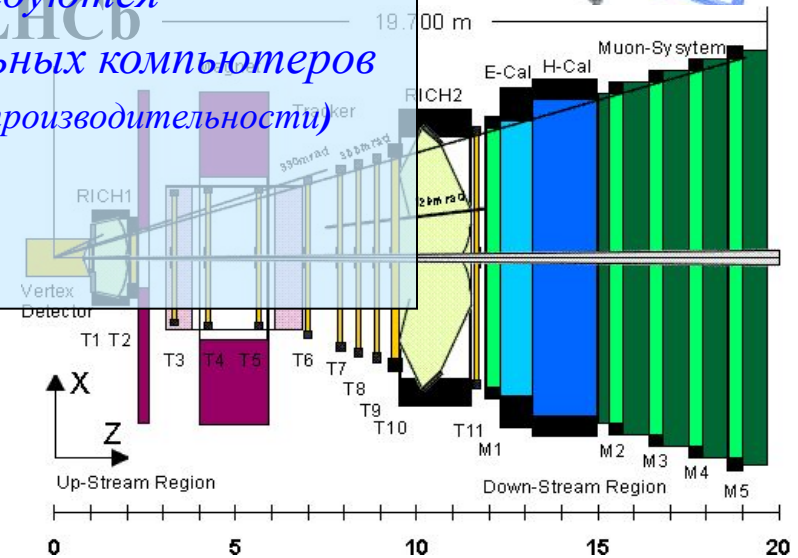 буются
LHCb
19.700 m
ьных компьютеров
производительности)
Muon-Sysytem
E-Cal H-Cal
RICH2
Tracker
330mrad
RICH1
Vertex
Detector
T1 T2
T3
T4
T5
T6
T7
T8
T9
T10
T11
M1
M2
M3
M4
M5
X
Z
Up-Stream Region
Down-Stream Region
0 5 10 15 20